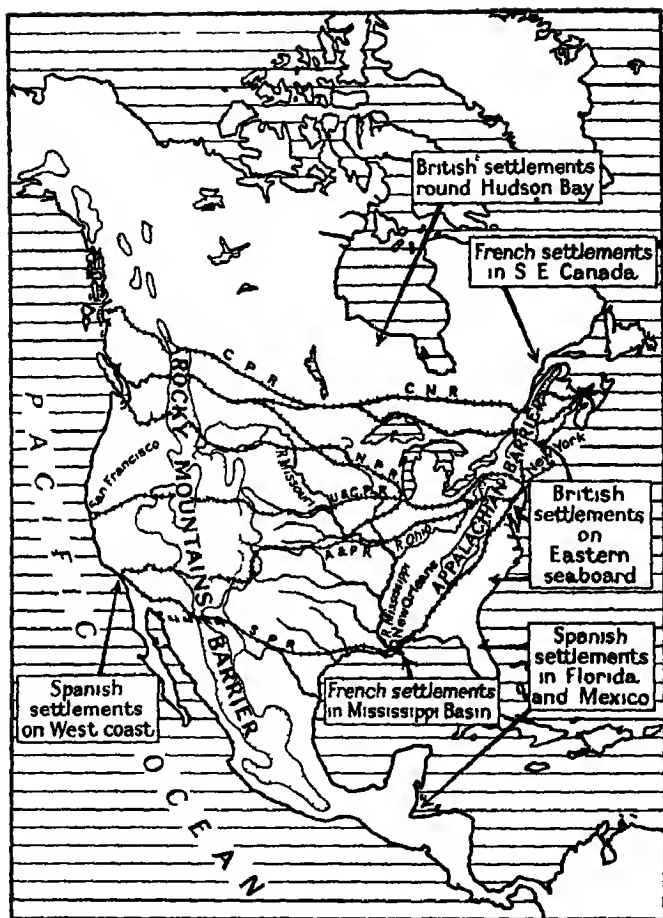 British settlements
round Hudson Bay
French settlements
in S E Canada
C P R
C N R
ROCKY MOUNTAINS BARRIER
N. P. R
R Missouri
U & C. P. R
A & P R
S P R
San Francisco
R. Ohio
R Mississippi
New Orleans
APPALACHIAN BARRIER
New York
British
settlements
on
Eastern
seaboard
Spanish
settlements
in Florida
and Mexico
French settlements
in Mississippi Basin
Spanish
settlements
on West coast
PACIFIC OCEAN